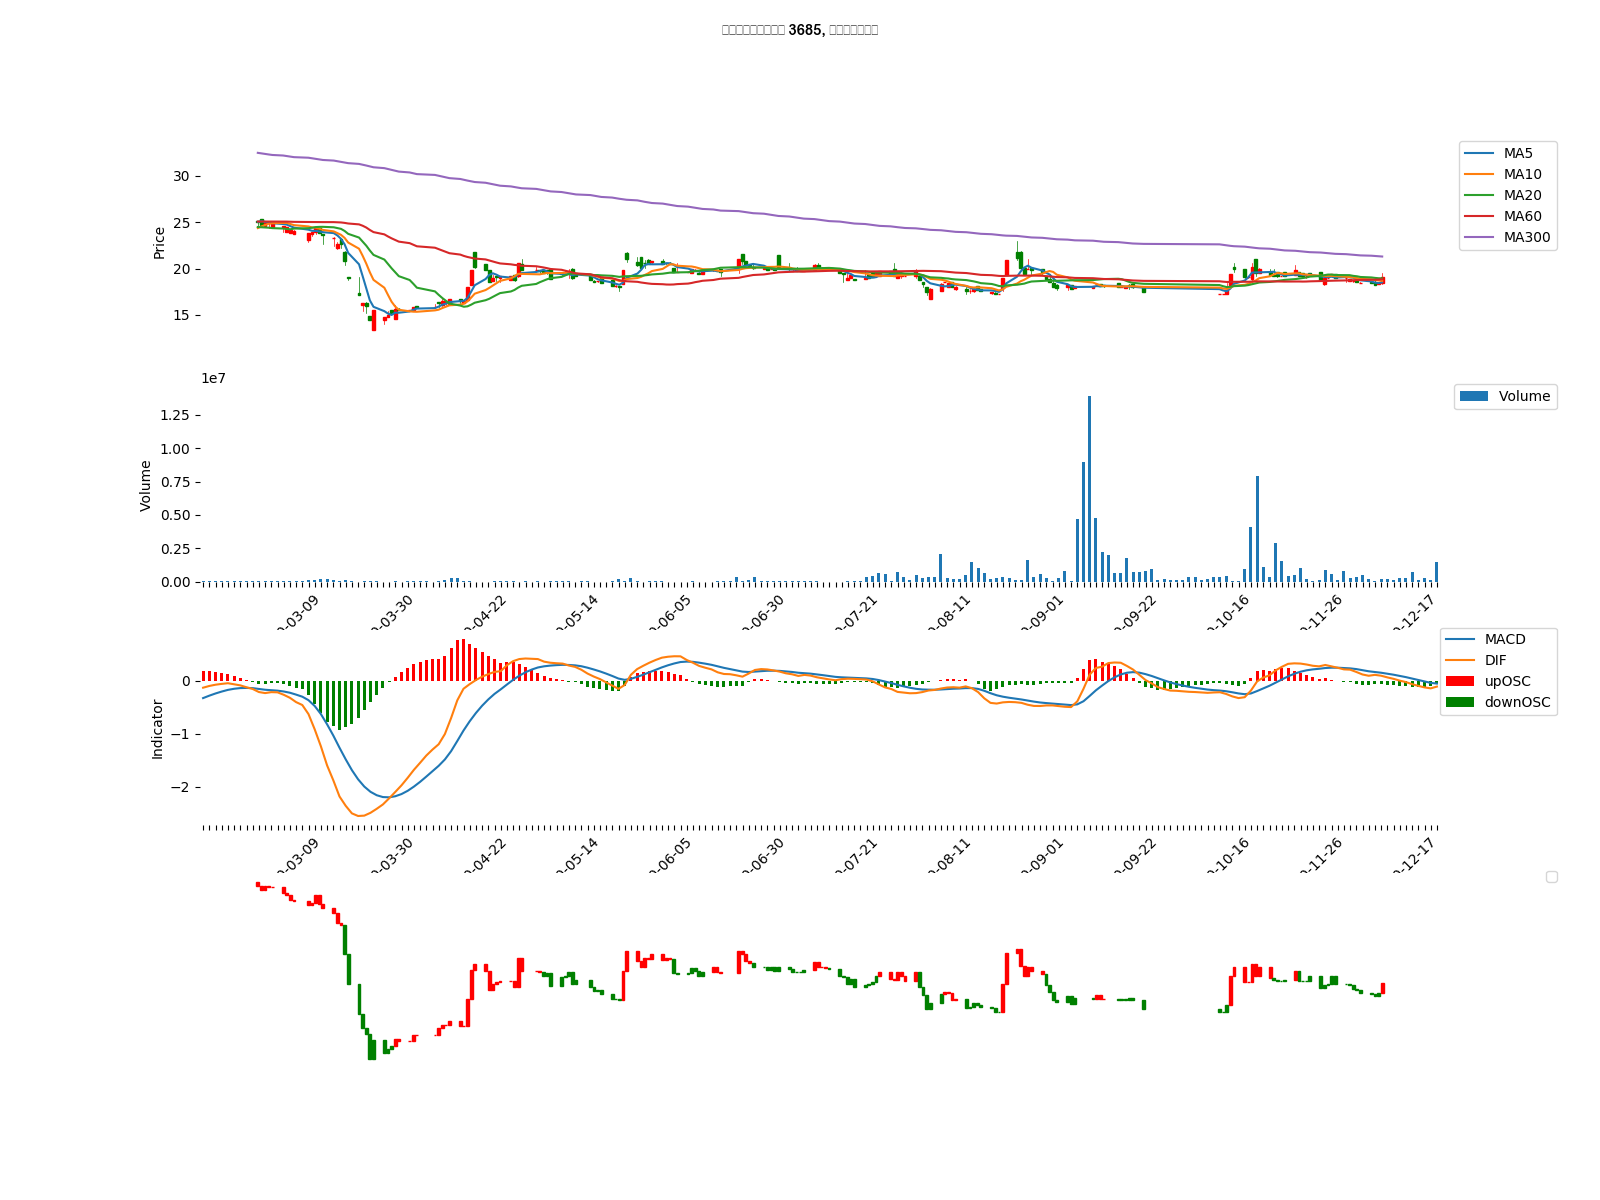 3685,
MA5
MA10
MA20
MA60
MA300
Price
30
25
20
15
1e7
Volume
Volume
1.25
1.00
0.75
0.50
0.25
0.00
-03-09
-03-30
-04-22
-05-14
-06-05
-06-30
-07-21
-08-11
-09-01
-09-22
-10-16
-11-26
-12-17
MACD
DIF
upOSC
downOSC
Indicator
0
−1
−2
-03-09
-03-30
-04-22
-05-14
-06-05
-06-30
-07-21
-08-11
-09-01
-09-22
-10-16
-11-26
-12-17